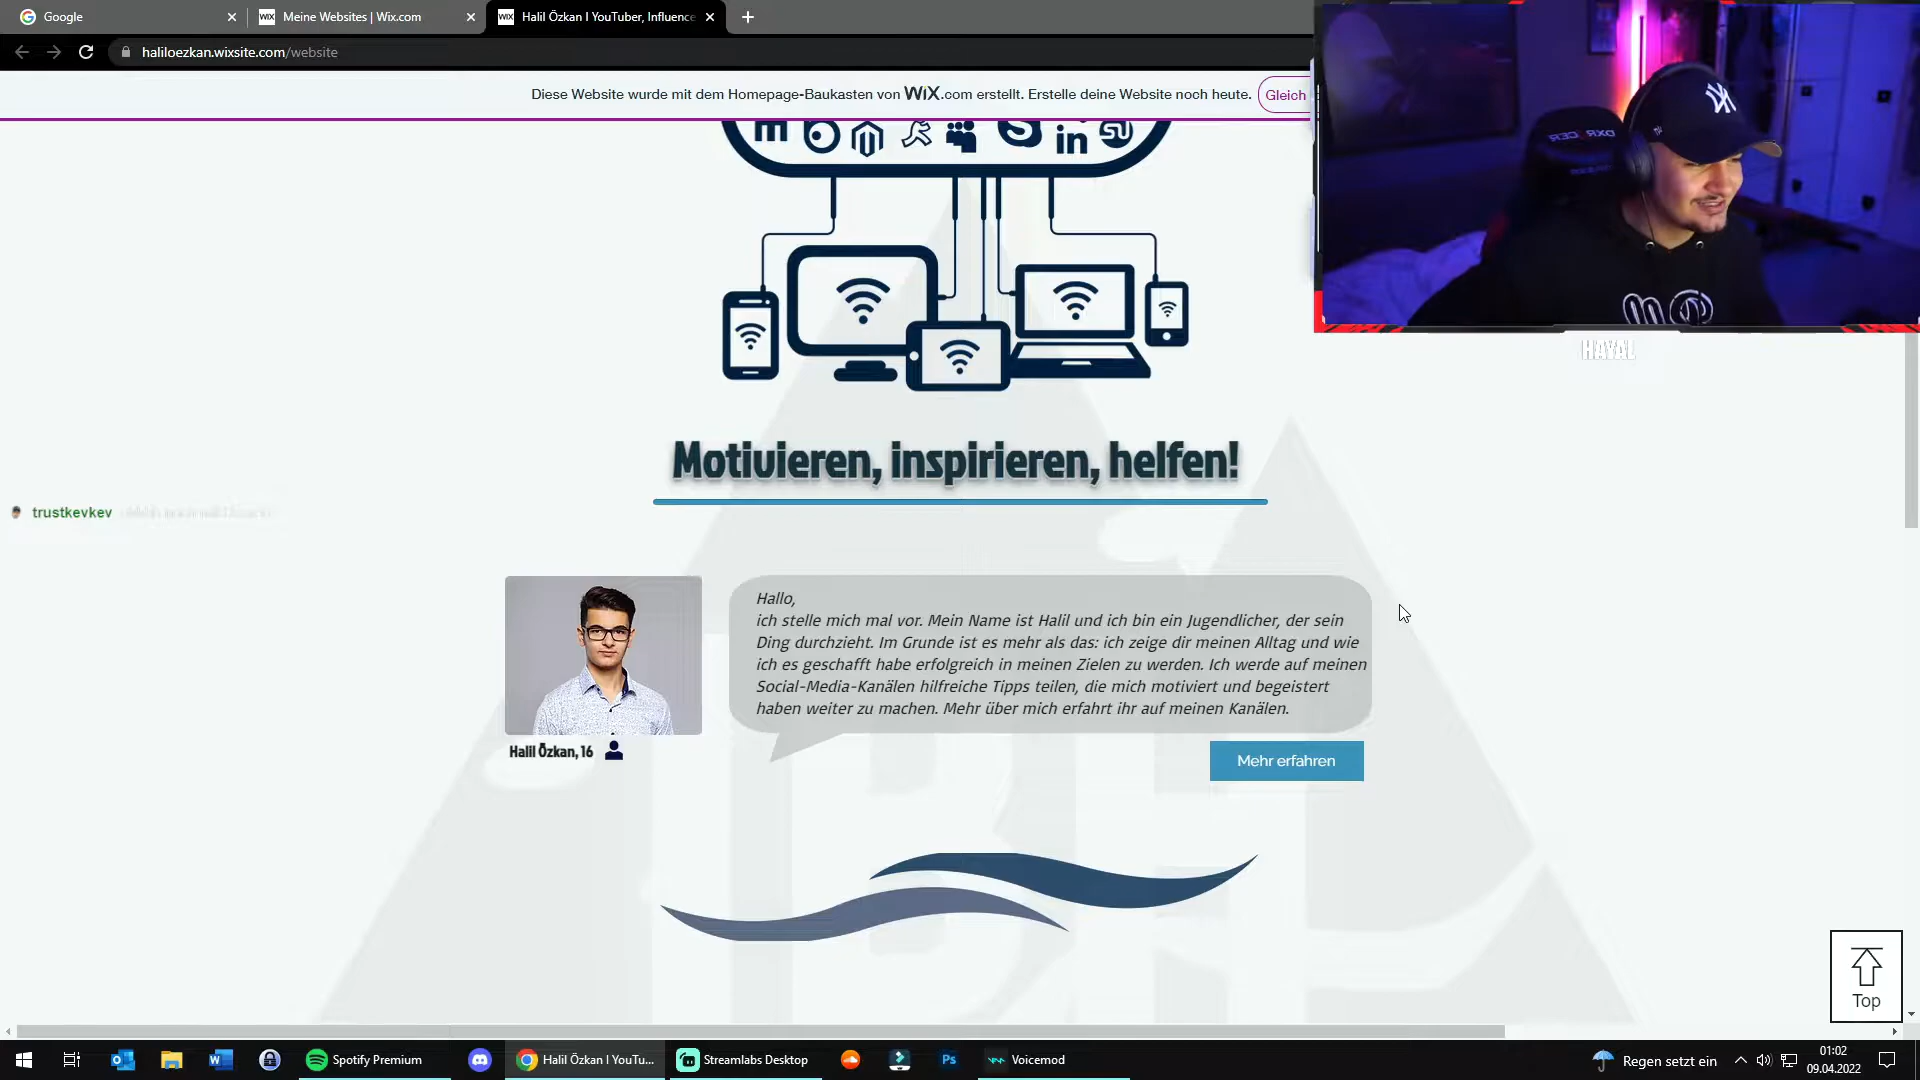 Google
Meine Websites | Wix.com
Halil Özkan I YouTuber, Influence
haliloezkan.wixsite.com/website
Diese Website wurde mit dem Homepage-Baukasten von WiX.com erstellt. Erstelle deine Website noch heute.
Gleich
HAYAL
Motivieren, inspirieren, helfen!
trustkevkev
Hallo,
ich stelle mich mal vor. Mein Name ist Halil und ich bin ein Jugendlicher, der sein
Ding durchzieht. Im Grunde ist es mehr als das: ich zeige dir meinen Alltag und wie
ich es geschafft habe erfolgreich in meinen Zielen zu werden. Ich werde auf meinen
Social-Media-Kanälen hilfreiche Tipps teilen, die mich motiviert und begeistert
haben weiter zu machen. Mehr über mich erfahrt ihr auf meinen Kanälen.
Halil Özkan, 16
Mehr erfahren
Top
Spotify Premium
Halil Özkan I YouTu...
Streamlabs Desktop
Ps
Voicemod
Regen setzt ein
01:02
09.04.2022